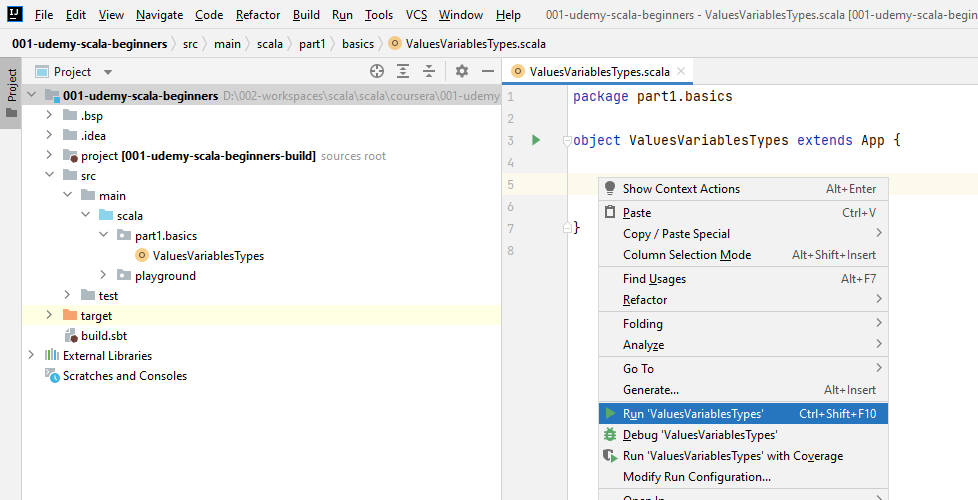 IJ File Edit View Navigate Code Refactor Build Run Tools VCS Window Help 001-udemy-scala-beginners - ValuesVariablesTypes.scala [001-udemy-scala-begin
001-udemy-scala-beginners src main scala part1 basics ValuesVariablesTypes.scala
Project
Project
ValuesVariablesTypes.scala
001-udemy-scala-beginners D:\002-workspaces\scala\scala\coursera\001-udemy
.bsp
.idea
project [001-udemy-scala-beginners-build] sources root
src
main
scala
part1.basics
ValuesVariablesTypes
playground
test
target
build.sbt
External Libraries
Scratches and Consoles
1 package part1.basics
2
3 object ValuesVariablesTypes extends App {
4
5
6
7 }
8
Show Context Actions Alt+Enter
Paste Ctrl+V
Copy / Paste Special
Column Selection Mode Alt+Shift+Insert
Find Usages Alt+F7
Refactor
Folding
Analyze
Go To
Generate... Alt+Insert
Run 'ValuesVariablesTypes' Ctrl+Shift+F10
Debug 'ValuesVariablesTypes'
Run 'ValuesVariablesTypes' with Coverage
Modify Run Configuration...
Open In